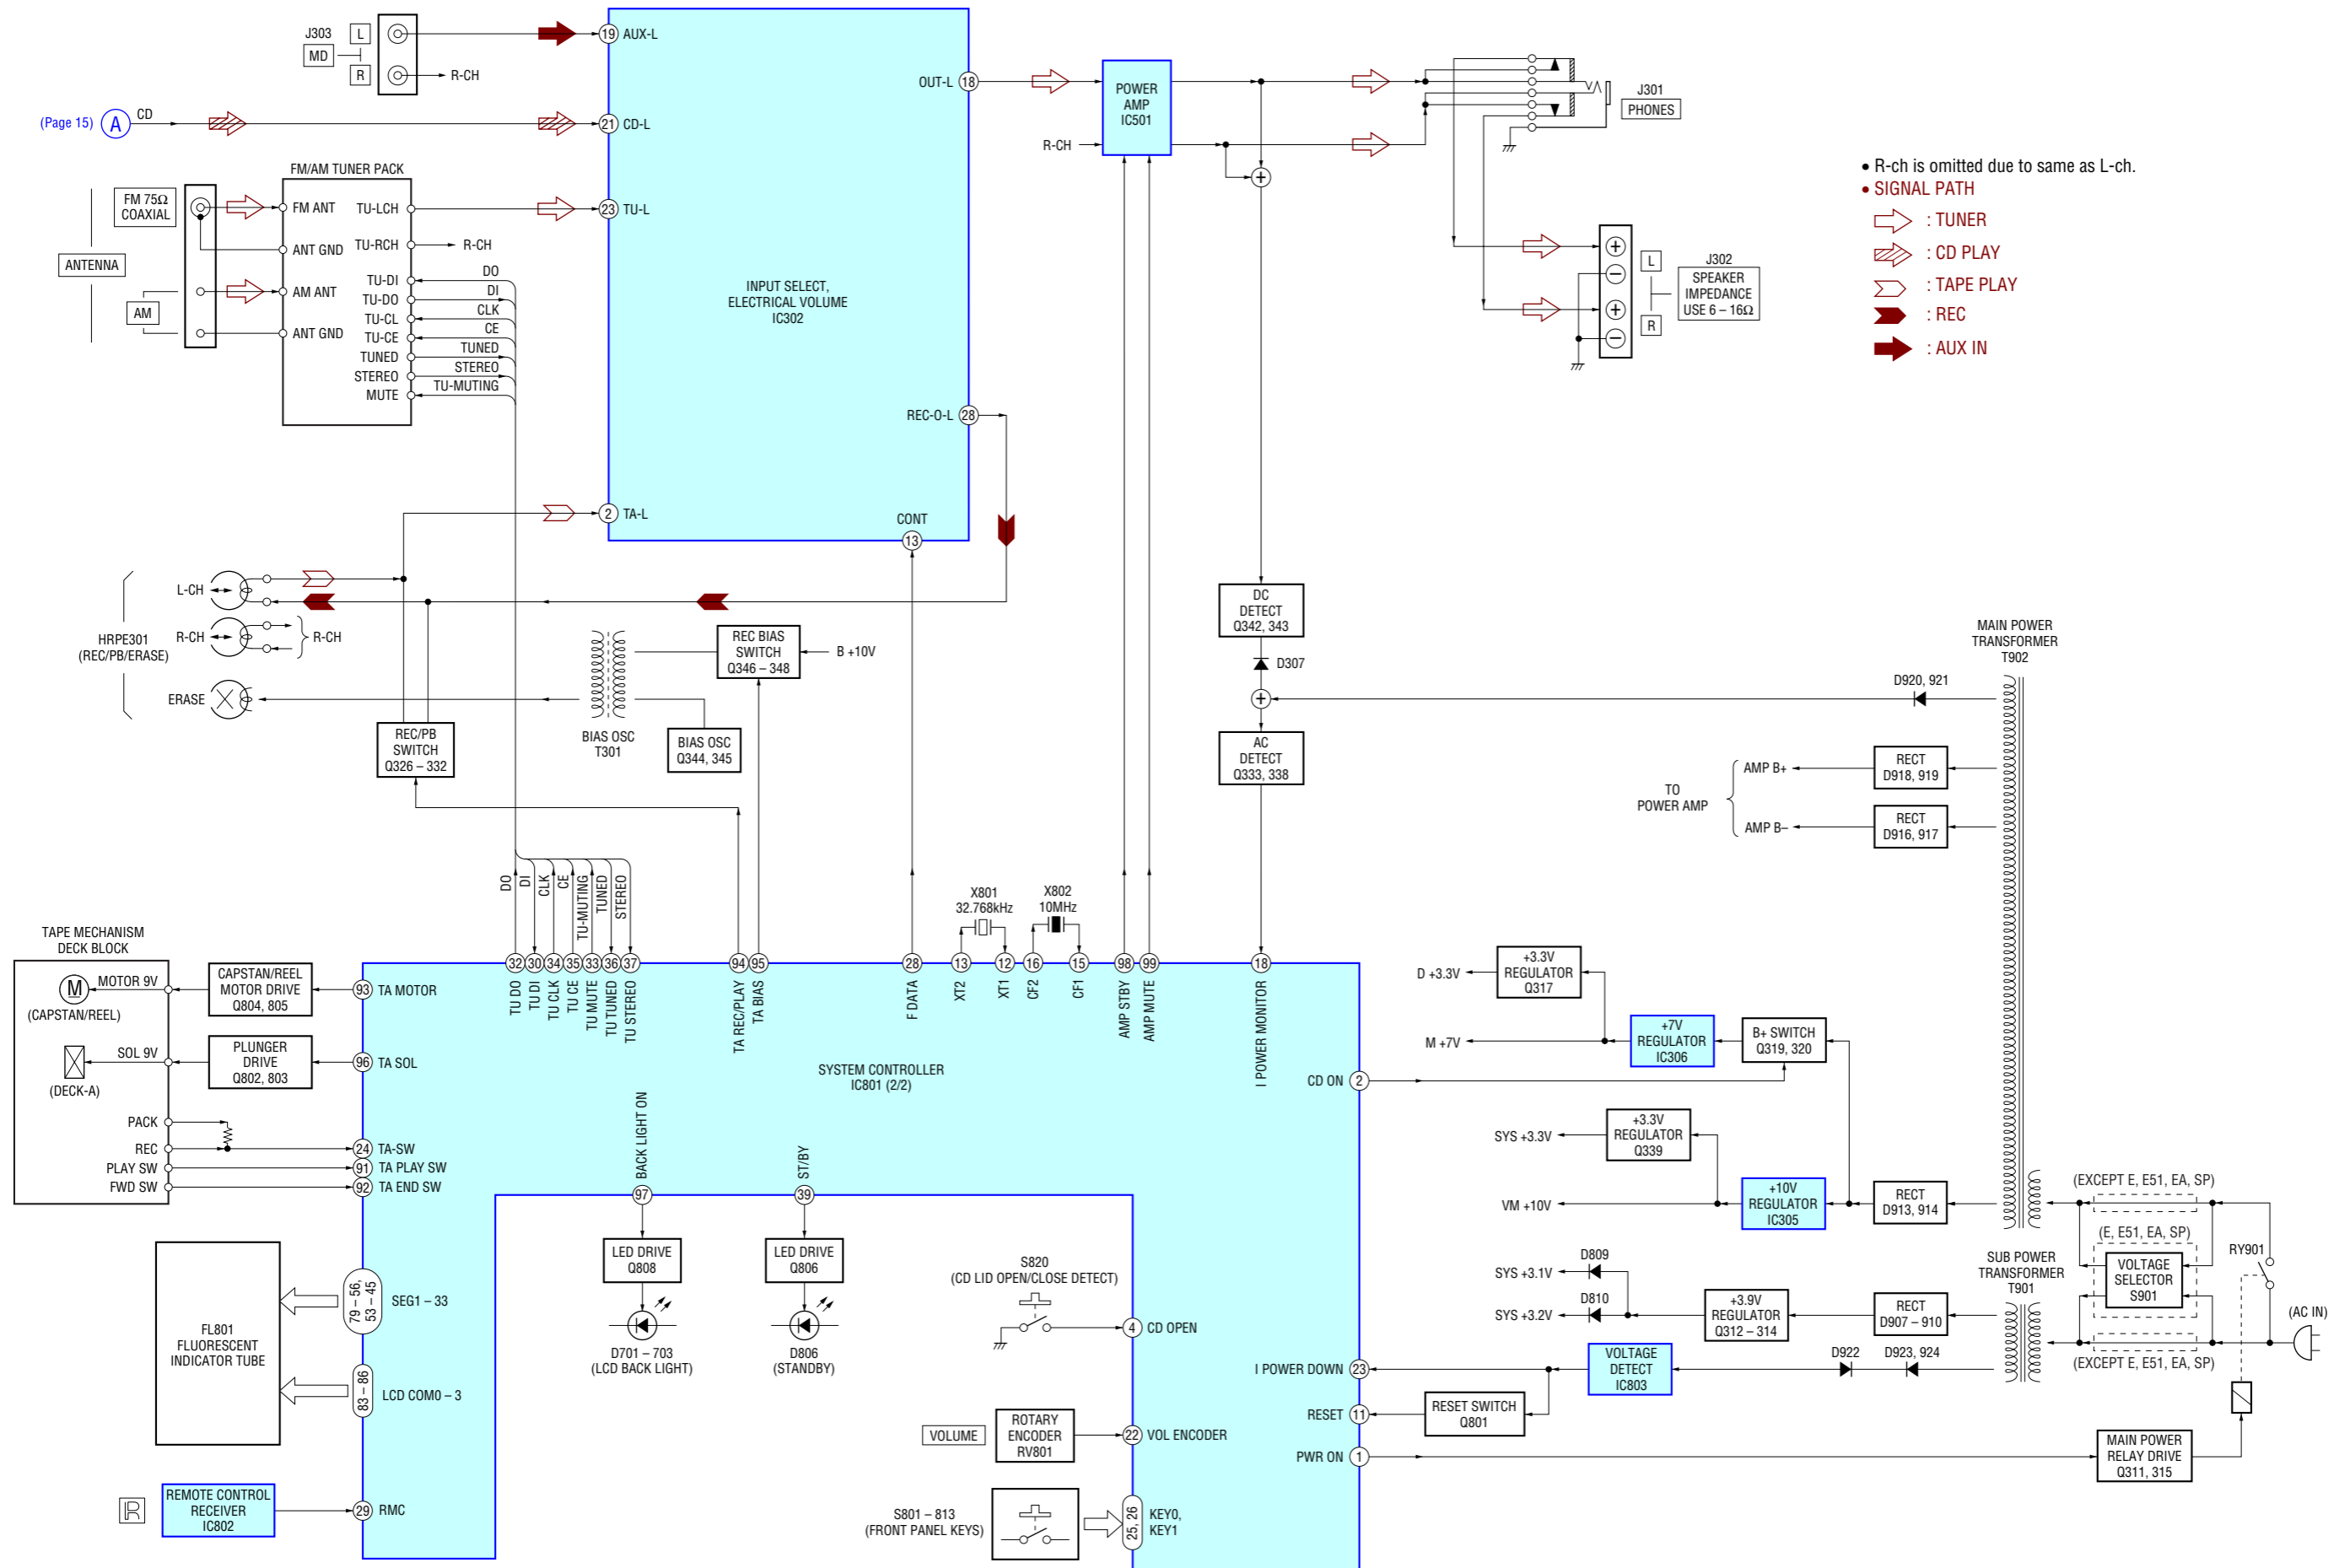 J303
MD
L
R
R-CH
19 AUX-L
(Page 15) A CD
21 CD-L
FM/AM TUNER PACK
FM 75Ω
COAXIAL
ANTENNA
AM
FM ANT
ANT GND
AM ANT
ANT GND
TU-LCH
TU-RCH
R-CH
TU-DI
TU-DO
TU-CL
TU-CE
TUNED
STEREO
MUTE
DO
DI
CLK
CE
TUNED
STEREO
TU-MUTING
23 TU-L
INPUT SELECT,
ELECTRICAL VOLUME
IC302
OUT-L 18
REC-O-L 28
2 TA-L
CONT
13
POWER
AMP
IC501
R-CH
+
J301
PHONES
+
−
+
−
L
R
J302
SPEAKER
IMPEDANCE
USE 6 – 16Ω
• R-ch is omitted due to same as L-ch.
• SIGNAL PATH
: TUNER
: CD PLAY
: TAPE PLAY
: REC
: AUX IN
HRPE301
(REC/PB/ERASE)
L-CH
R-CH
R-CH
ERASE
REC/PB
SWITCH
Q326 – 332
BIAS OSC
T301
REC BIAS
SWITCH
Q346 – 348
B +10V
BIAS OSC
Q344, 345
DC
DETECT
Q342, 343
D307
+
AC
DETECT
Q333, 338
MAIN POWER
TRANSFORMER
T902
D920, 921
TO
POWER AMP
AMP B+
RECT
D918, 919
AMP B–
RECT
D916, 917
TAPE MECHANISM
DECK BLOCK
M
MOTOR 9V
(CAPSTAN/REEL)
SOL 9V
(DECK-A)
PACK
REC
PLAY SW
FWD SW
CAPSTAN/REEL
MOTOR DRIVE
Q804, 805
PLUNGER
DRIVE
Q802, 803
93 TA MOTOR
96 TA SOL
24 TA-SW
91 TA PLAY SW
92 TA END SW
DO
DI
CLK
CE
TU-MUTING
TUNED
STEREO
32 TU DO
30 TU DI
34 TU CLK
35 TU CE
33 TU MUTE
36 TU TUNED
37 TU STEREO
94 TA REC/PLAY
95 TA BIAS
28 F DATA
X801
32.768kHz
13 XT2
12 XT1
X802
10MHz
16 CF2
15 CF1
98 AMP STBY
99 AMP MUTE
18 I POWER MONITOR
SYSTEM CONTROLLER
IC801 (2/2)
D +3.3V
+3.3V
REGULATOR
Q317
M +7V
+7V
REGULATOR
IC306
B+ SWITCH
Q319, 320
CD ON 2
SYS +3.3V
+3.3V
REGULATOR
Q339
VM +10V
+10V
REGULATOR
IC305
RECT
D913, 914
(EXCEPT E, E51, EA, SP)
(E, E51, EA, SP)
VOLTAGE
SELECTOR
S901
(EXCEPT E, E51, EA, SP)
RY901
(AC IN)
SUB POWER
TRANSFORMER
T901
D809
SYS +3.1V
D810
SYS +3.2V
+3.9V
REGULATOR
Q312 – 314
RECT
D907 – 910
D922
D923, 924
VOLTAGE
DETECT
IC803
I POWER DOWN 23
RESET SWITCH
Q801
RESET 11
PWR ON 1
MAIN POWER
RELAY DRIVE
Q311, 315
BACK LIGHT ON
97
LED DRIVE
Q808
D701 – 703
(LCD BACK LIGHT)
ST/BY
39
LED DRIVE
Q806
D806
(STANDBY)
S820
(CD LID OPEN/CLOSE DETECT)
4 CD OPEN
VOLUME
ROTARY
ENCODER
RV801
22 VOL ENCODER
S801 – 813
(FRONT PANEL KEYS)
25, 26
KEY0,
KEY1
FL801
FLUORESCENT
INDICATOR TUBE
79 – 56,
53 – 45
SEG1 – 33
83 – 86
LCD COM0 – 3
R
REMOTE CONTROL
RECEIVER
IC802
29 RMC